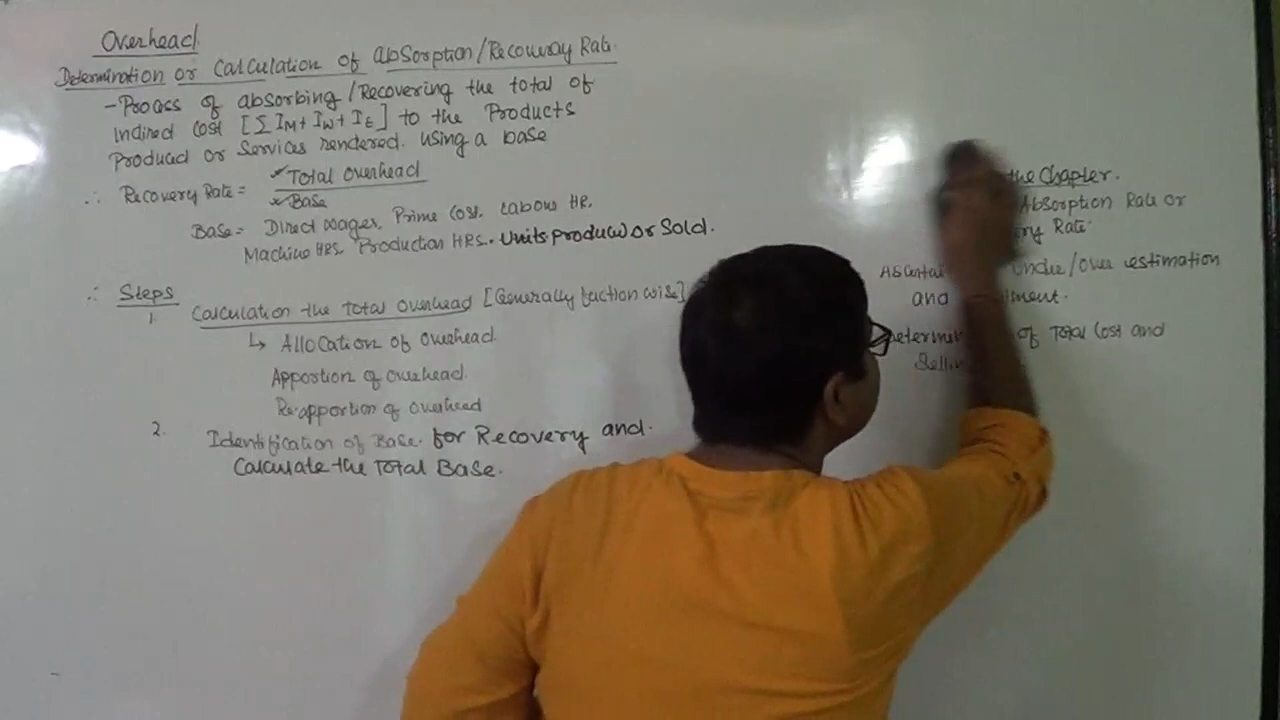 Overhead.
Determination or Calculation of Absorption/Recovery Rate.
- Process of absorbing/Recovering the total of
Indirect Cost [Σ IM + IW + IE] to the Products
Produced or Services rendered. using a base
∴ Recovery Rate = Total Overhead
Base
Base = Direct wages, Prime Cost, Labour HR,
Machine HRS. Production HRS. Units produced or Sold.
∴ Steps
1. Calculation the Total Overhead [Generally function wise]
↳ Allocation of overhead.
Apportion of overhead.
Re-apportion of overhead
2. Identification of Base for Recovery and.
Calculate the Total Base.
the Chapter.
Absorption Rate or
Rate.
Over estimation
and
of Total Cost and